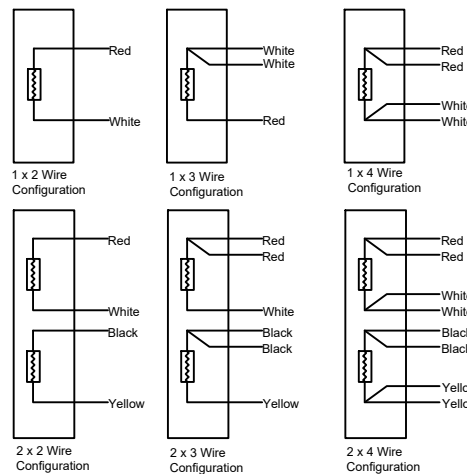 Red
White
1 x 2 Wire
Configuration
White
White
Red
1 x 3 Wire
Configuration
Red
Red
White
White
1 x 4 Wire
Configuration
Red
White
Black
Yellow
2 x 2 Wire
Configuration
Red
Red
White
Black
Black
Yellow
2 x 3 Wire
Configuration
Red
Red
White
White
Black
Black
Yello
Yello
2 x 4 Wire
Configuration